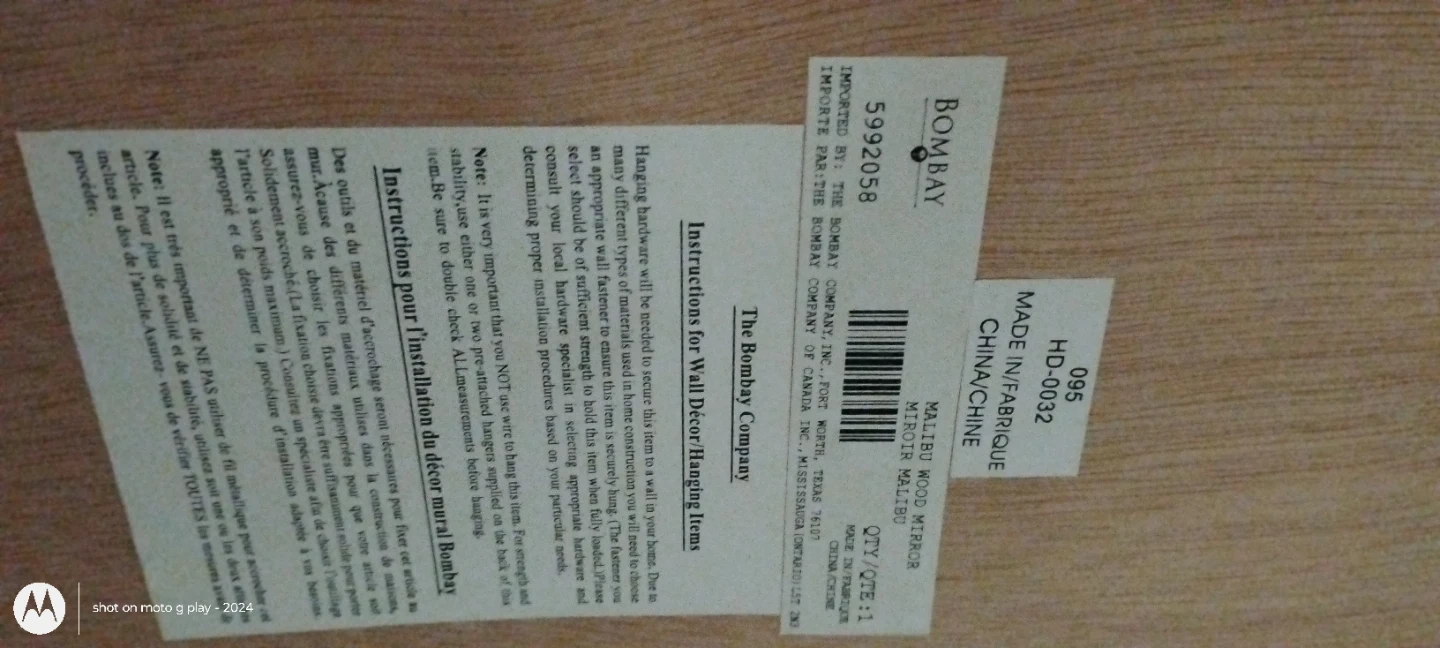 095
HD-0032
MADE IN/FABRIQUE
CHINA/CHINE
BOMBAY
MALIBU WOOD MIRROR
MIROIR MALIBU
5992058
QTY/QTE:1
MADE IN/FABRIQUE
CHINA/CHINE
IMPORTED BY: THE BOMBAY COMPANY, INC., FORT WORTH, TEXAS 76107
IMPORTE PAR:THE BOMBAY COMPANY OF CANADA INC., MISSISSAUGA (ONTARIO) L5T 2N3
The Bombay Company
Instructions for Wall Décor/Hanging Items
Hanging hardware will be needed to secure this item to a wall in your home. Due to
many different types of materials used in home construction you will need to choose
an appropriate wall fastener to ensure this item is securely hung. (The fastener you
select should be of sufficient strength to hold this item when fully loaded.)Please
consult your local hardware specialist in selecting appropriate hardware and
determining proper installation procedures based on your particular needs.
Note: It is very important that you NOT use wire to hang this item. For strength and
stability,use either one or two pre-attached hangers supplied on the back of this
item.Be sure to double check ALLmeasurements before hanging.
Instructions pour l'installation du décor mural Bombay
Des outils et du matériel d'accrochage seront nécessaires pour fixer cet article au
mur.Àcause des différents matériaux utilises dans la construction de maisons,
assurez-vous de choisir les fixations appropriées pour que votre article soit
Solidement accroché.(La fixation choisie devra être suffisamment solide pour porter
l'article à son poids maximum.) Consultez un spécialiste afin de choisir l'outillage
approprié et de déterminer la procédure d'installation adaptée à vos besoins.
Note: Il est très important de NE PAS utiliser de fil métallique pour accrocher
article. Pour plus de solidité et de stabilité, utilisez soit une ou les deux
inclues au dos de l'article.Assurez- vous de vérifier TOUTES les mesures avant de
procéder.
shot on moto g play - 2024